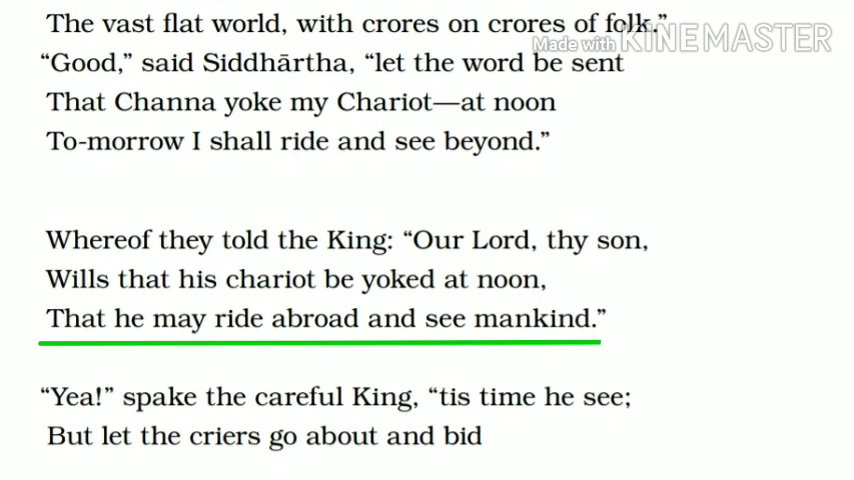 The vast flat world, with crores on crores of folk.”
Made with KINEMASTER
“Good,” said Siddhārtha, “let the word be sent
That Channa yoke my Chariot—at noon
To-morrow I shall ride and see beyond.”
Whereof they told the King: “Our Lord, thy son,
Wills that his chariot be yoked at noon,
That he may ride abroad and see mankind.”
“Yea!” spake the careful King, “tis time he see;
But let the criers go about and bid